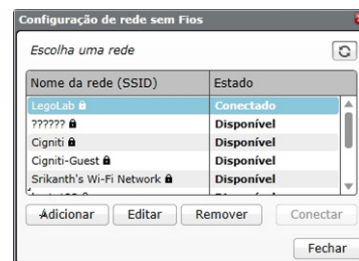 Configuração de rede sem Fios
Escolha uma rede
Nome da rede (SSID) Estado
LegoLab Conectado
?????? Disponível
Cigniti Disponível
Cigniti-Guest Disponível
Srikanth's Wi-Fi Network Disponível
Adicionar Editar Remover Conectar
Fechar